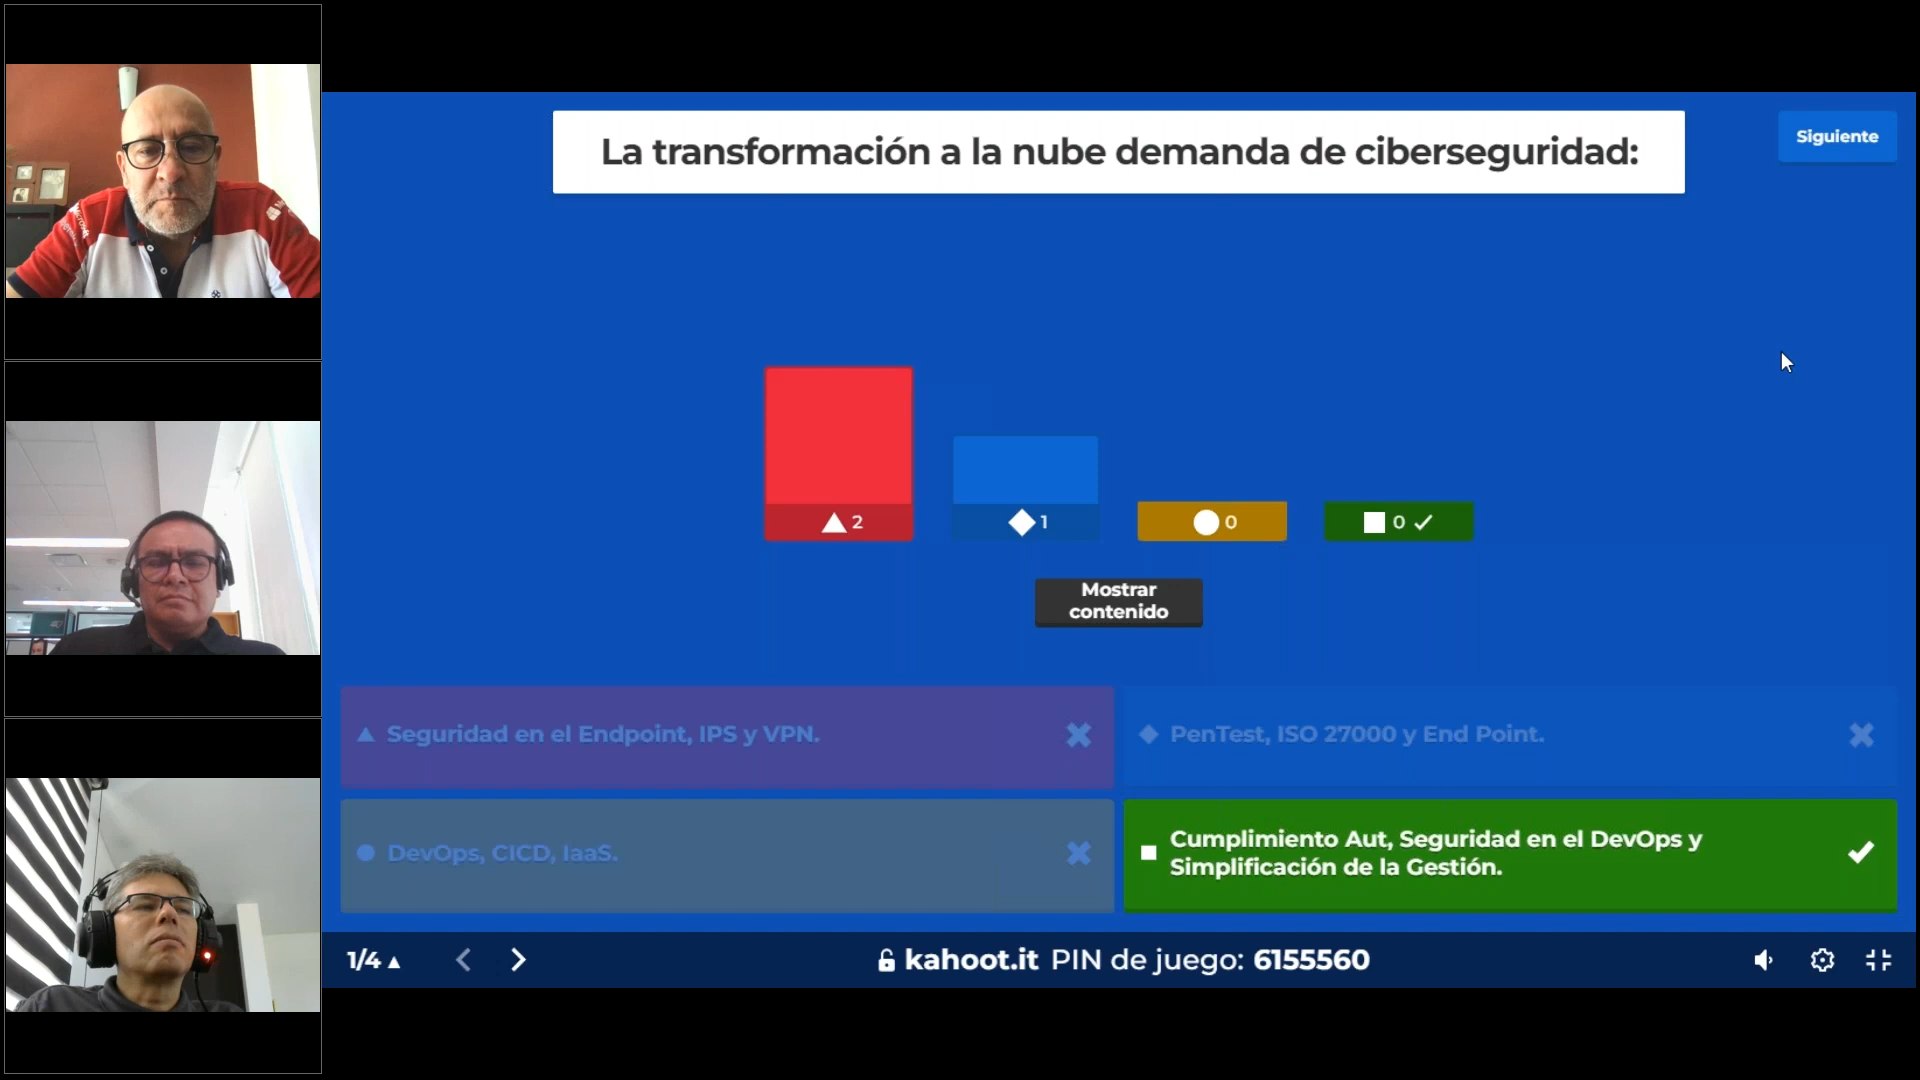 La transformación a la nube demanda de ciberseguridad:
Siguiente
2
1
0
0
Mostrar
contenido
Seguridad en el Endpoint, IPS y VPN.
PenTest, ISO 27000 y End Point.
DevOps, CICD, IaaS.
Cumplimiento Aut, Seguridad en el DevOps y
Simplificación de la Gestión.
1/4
kahoot.it PIN de juego: 6155560